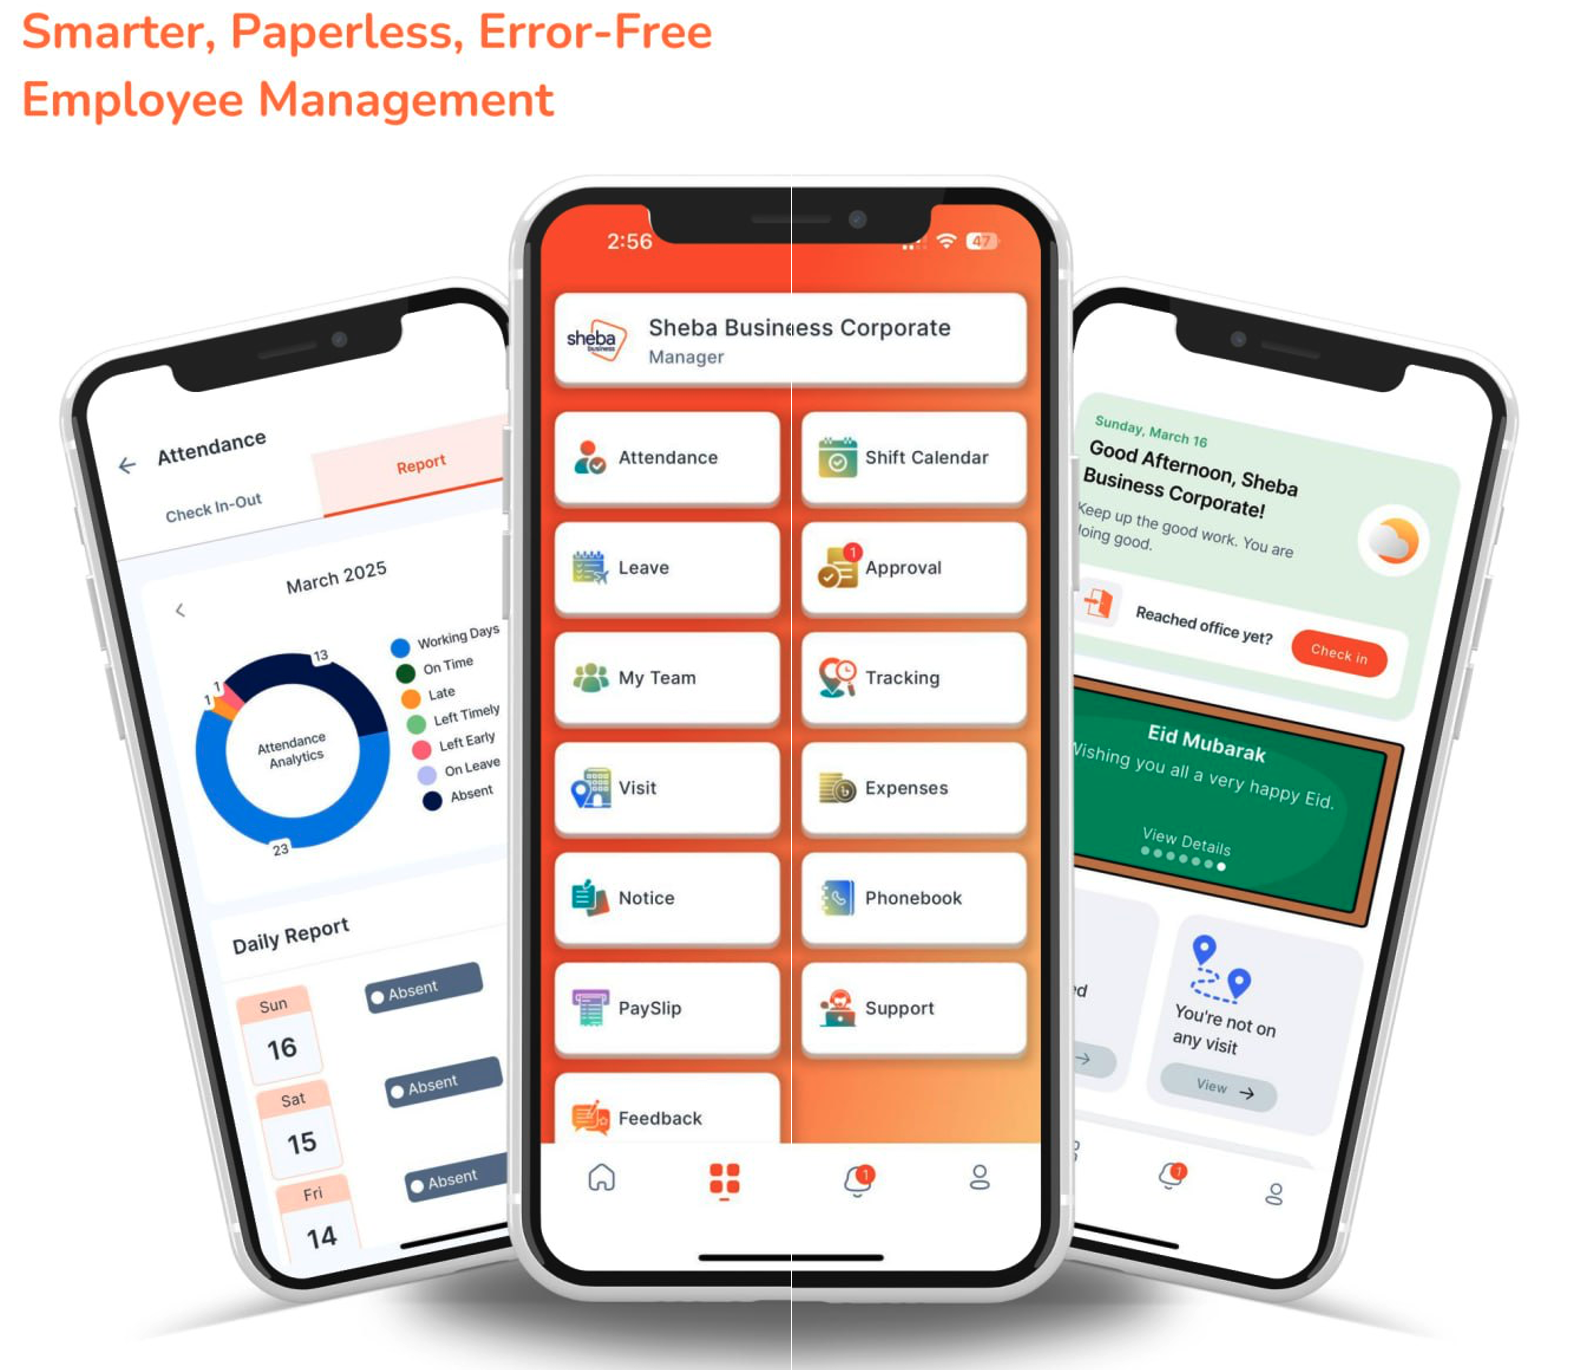 Smarter, Paperless, Error-Free
Employee Management
Attendance
Check In-Out
Report
March 2025
13
1
1
23
Attendance
Analytics
Working Days
On Time
Late
Left Timely
Left Early
On Leave
Absent
Daily Report
Sun
16
Absent
Sat
15
Absent
Fri
14
Absent
2:56
47
sheba
business
Sheba Business Corporate
Manager
Attendance
Shift Calendar
Leave
1
Approval
My Team
Tracking
Visit
Expenses
Notice
Phonebook
PaySlip
Support
Feedback
1
Sunday, March 16
Good Afternoon, Sheba
Business Corporate!
Keep up the good work. You are
doing good.
Reached office yet?
Check in
Eid Mubarak
Wishing you all a very happy Eid.
View Details
You're not on
any visit
View
1